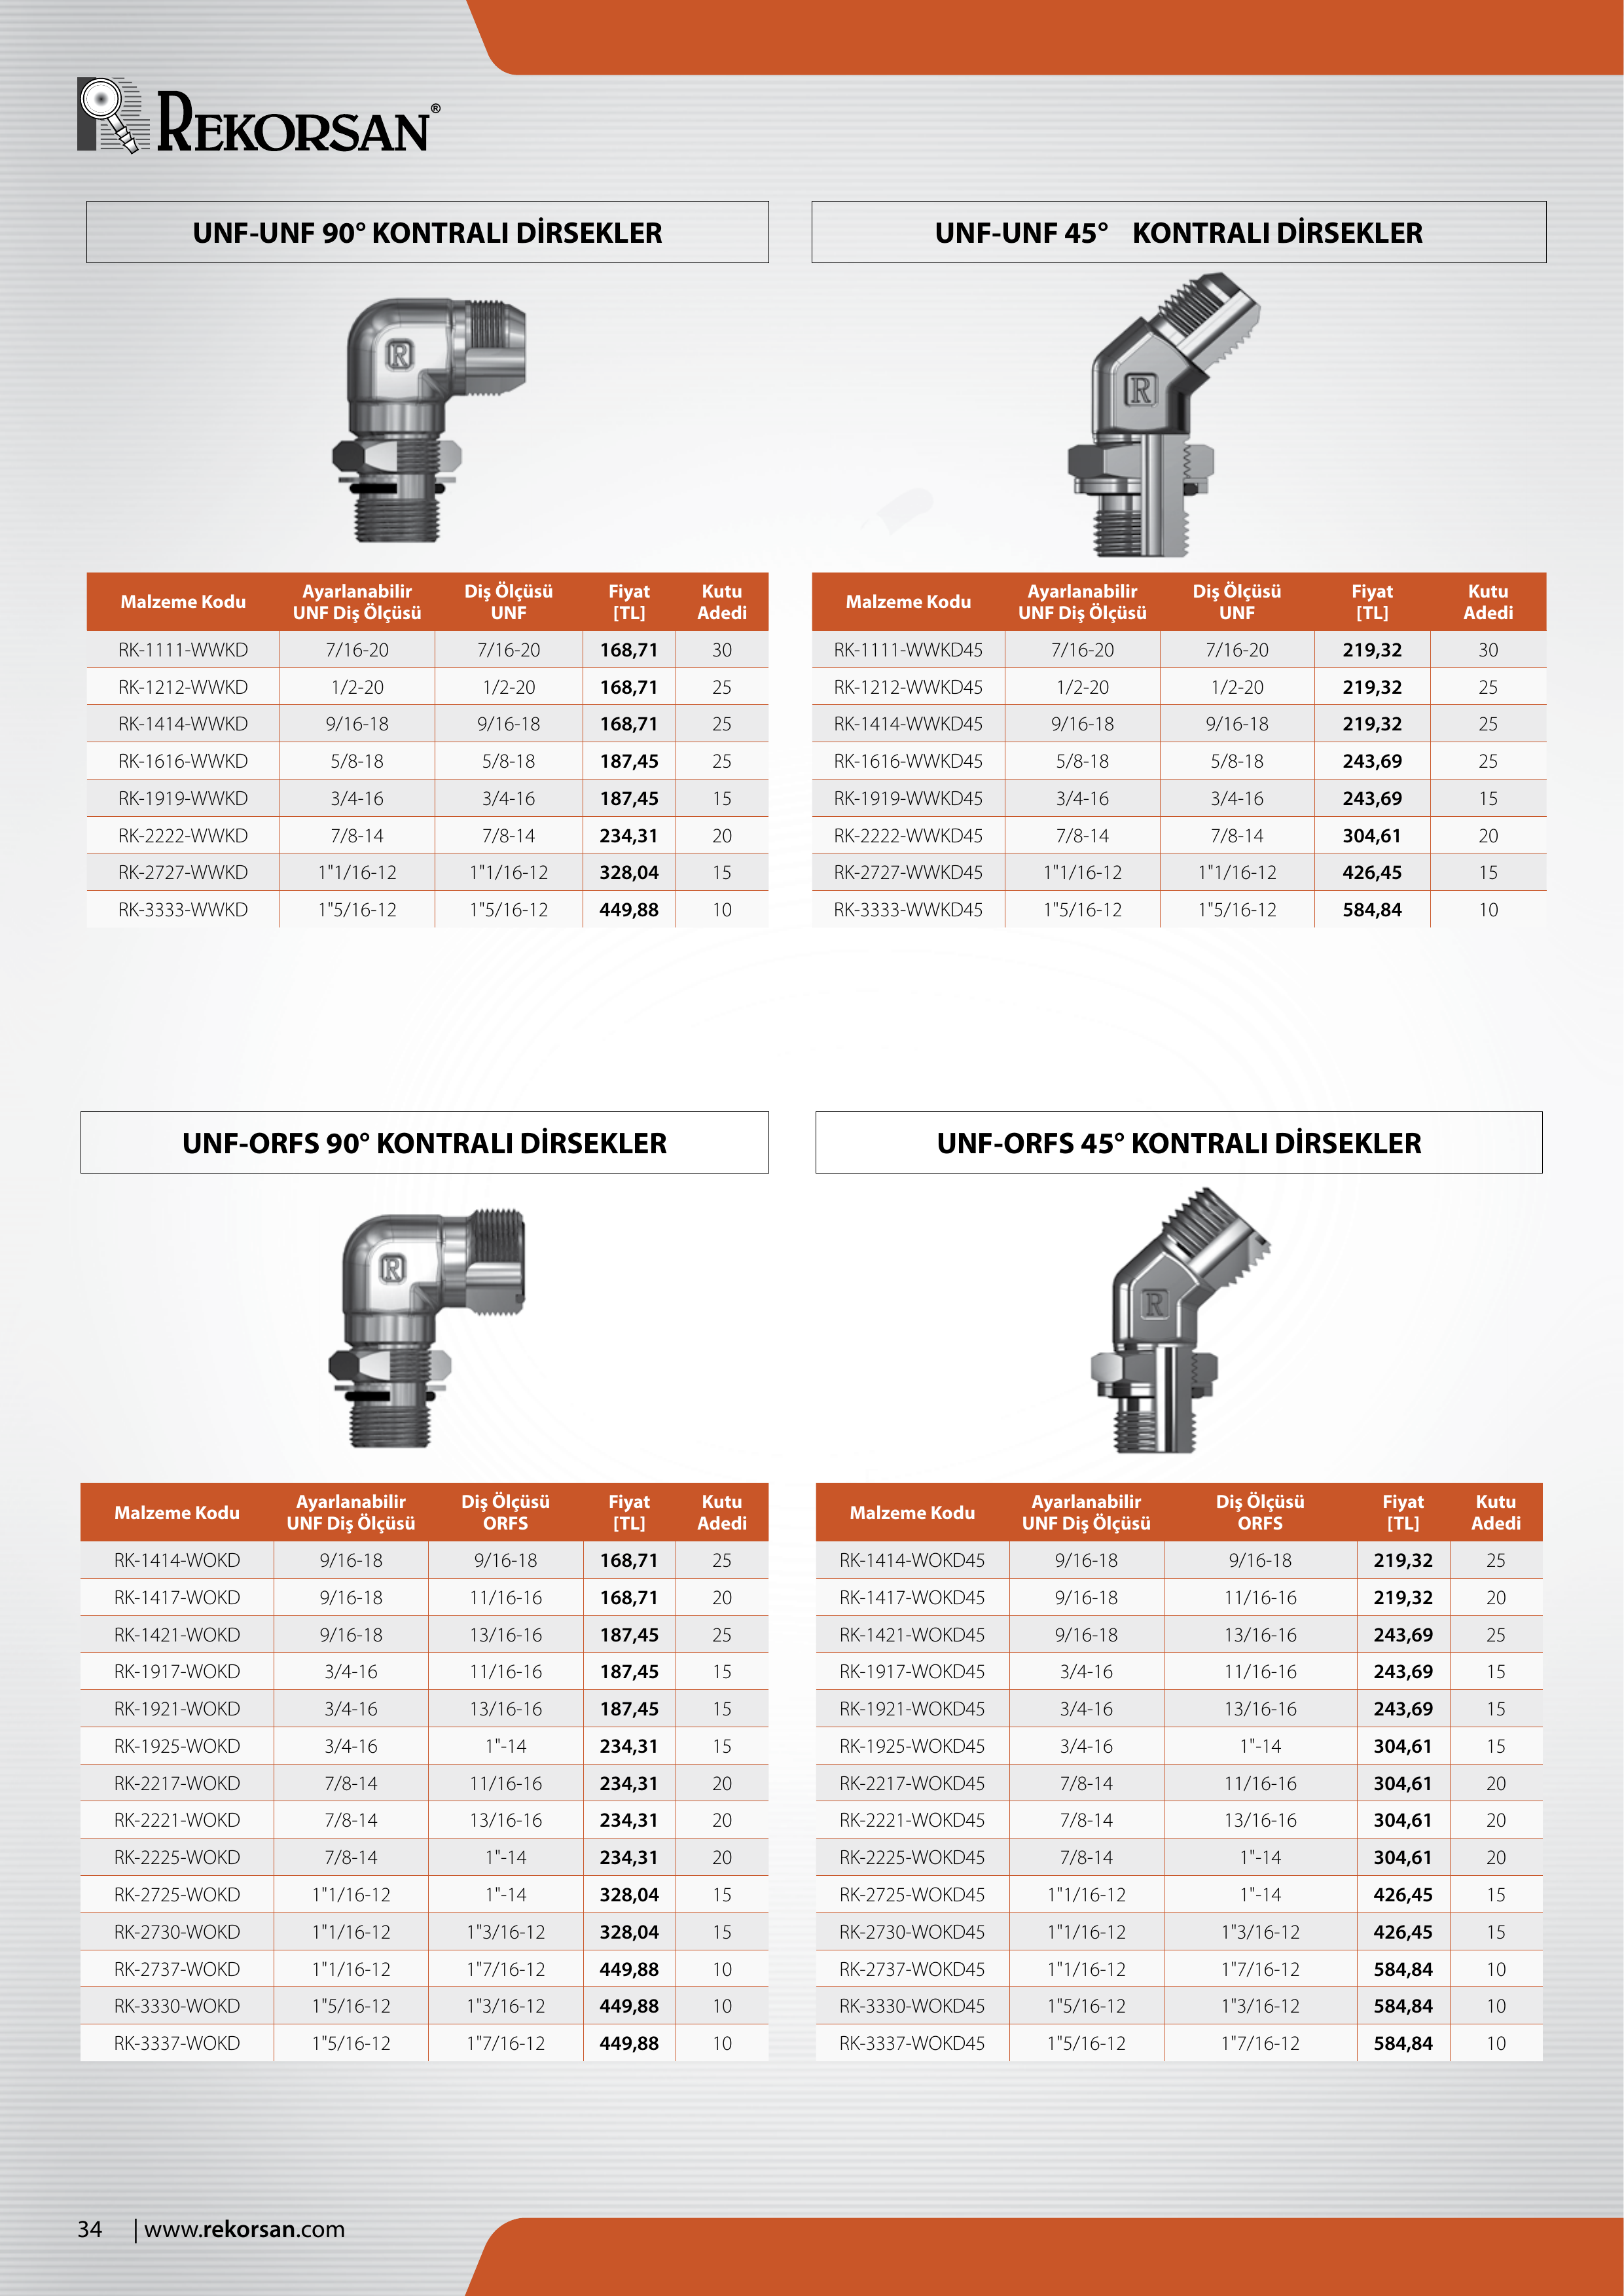 REKORSAN®
UNF-UNF 90° KONTRALI DİRSEKLER
R
Malzeme Kodu Ayarlanabilir UNF Diş Ölçüsü Diş Ölçüsü UNF Fiyat [TL] Kutu Adedi
RK-1111-WWKD 7/16-20 7/16-20 168,71 30
RK-1212-WWKD 1/2-20 1/2-20 168,71 25
RK-1414-WWKD 9/16-18 9/16-18 168,71 25
RK-1616-WWKD 5/8-18 5/8-18 187,45 25
RK-1919-WWKD 3/4-16 3/4-16 187,45 15
RK-2222-WWKD 7/8-14 7/8-14 234,31 20
RK-2727-WWKD 1"1/16-12 1"1/16-12 328,04 15
RK-3333-WWKD 1"5/16-12 1"5/16-12 449,88 10
UNF-UNF 45° KONTRALI DİRSEKLER
R
Malzeme Kodu Ayarlanabilir UNF Diş Ölçüsü Diş Ölçüsü UNF Fiyat [TL] Kutu Adedi
RK-1111-WWKD45 7/16-20 7/16-20 219,32 30
RK-1212-WWKD45 1/2-20 1/2-20 219,32 25
RK-1414-WWKD45 9/16-18 9/16-18 219,32 25
RK-1616-WWKD45 5/8-18 5/8-18 243,69 25
RK-1919-WWKD45 3/4-16 3/4-16 243,69 15
RK-2222-WWKD45 7/8-14 7/8-14 304,61 20
RK-2727-WWKD45 1"1/16-12 1"1/16-12 426,45 15
RK-3333-WWKD45 1"5/16-12 1"5/16-12 584,84 10
UNF-ORFS 90° KONTRALI DİRSEKLER
R
Malzeme Kodu Ayarlanabilir UNF Diş Ölçüsü Diş Ölçüsü ORFS Fiyat [TL] Kutu Adedi
RK-1414-WOKD 9/16-18 9/16-18 168,71 25
RK-1417-WOKD 9/16-18 11/16-16 168,71 20
RK-1421-WOKD 9/16-18 13/16-16 187,45 25
RK-1917-WOKD 3/4-16 11/16-16 187,45 15
RK-1921-WOKD 3/4-16 13/16-16 187,45 15
RK-1925-WOKD 3/4-16 1"-14 234,31 15
RK-2217-WOKD 7/8-14 11/16-16 234,31 20
RK-2221-WOKD 7/8-14 13/16-16 234,31 20
RK-2225-WOKD 7/8-14 1"-14 234,31 20
RK-2725-WOKD 1"1/16-12 1"-14 328,04 15
RK-2730-WOKD 1"1/16-12 1"3/16-12 328,04 15
RK-2737-WOKD 1"1/16-12 1"7/16-12 449,88 10
RK-3330-WOKD 1"5/16-12 1"3/16-12 449,88 10
RK-3337-WOKD 1"5/16-12 1"7/16-12 449,88 10
UNF-ORFS 45° KONTRALI DİRSEKLER
R
Malzeme Kodu Ayarlanabilir UNF Diş Ölçüsü Diş Ölçüsü ORFS Fiyat [TL] Kutu Adedi
RK-1414-WOKD45 9/16-18 9/16-18 219,32 25
RK-1417-WOKD45 9/16-18 11/16-16 219,32 20
RK-1421-WOKD45 9/16-18 13/16-16 243,69 25
RK-1917-WOKD45 3/4-16 11/16-16 243,69 15
RK-1921-WOKD45 3/4-16 13/16-16 243,69 15
RK-1925-WOKD45 3/4-16 1"-14 304,61 15
RK-2217-WOKD45 7/8-14 11/16-16 304,61 20
RK-2221-WOKD45 7/8-14 13/16-16 304,61 20
RK-2225-WOKD45 7/8-14 1"-14 304,61 20
RK-2725-WOKD45 1"1/16-12 1"-14 426,45 15
RK-2730-WOKD45 1"1/16-12 1"3/16-12 426,45 15
RK-2737-WOKD45 1"1/16-12 1"7/16-12 584,84 10
RK-3330-WOKD45 1"5/16-12 1"3/16-12 584,84 10
RK-3337-WOKD45 1"5/16-12 1"7/16-12 584,84 10
34 | www.rekorsan.com